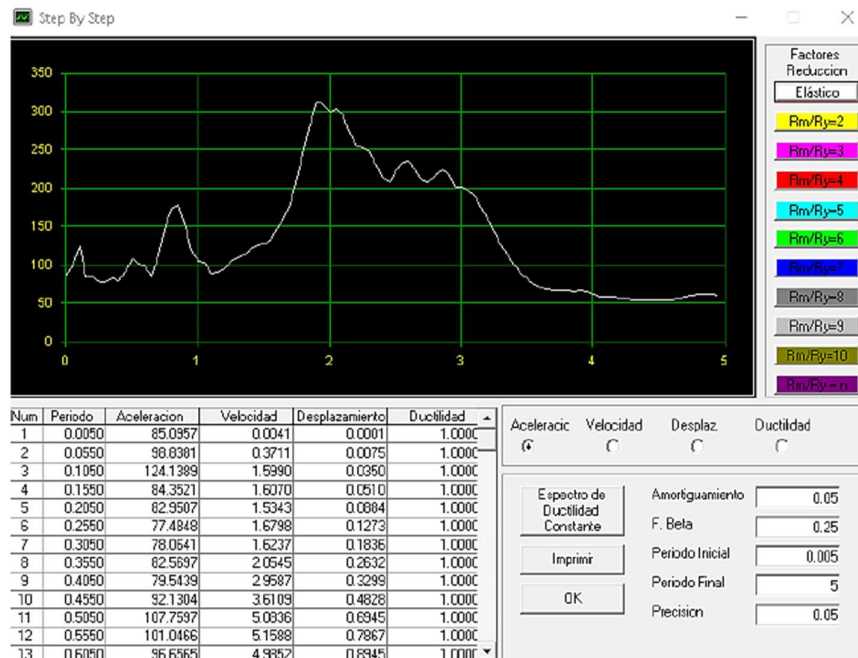 Step By Step
350
300
250
200
150
100
50
0
0 1 2 3 4 5
Factores
Reduccion
Elástico
Rm/Ry=2
Rm/Ry=3
Rm/Ry=4
Rm/Ry=5
Rm/Ry=6
Rm/Ry=7
Rm/Ry=8
Rm/Ry=9
Rm/Ry=10
Rm/Ry = n
Num Periodo Aceleracion Velocidad Desplazamiento Ductilidad
1 0.0050 85.0957 0.0041 0.0001 1.0000
2 0.0550 98.8381 0.3711 0.0075 1.0000
3 0.1050 124.1389 1.5990 0.0350 1.0000
4 0.1550 84.3521 1.6070 0.0510 1.0000
5 0.2050 82.9507 1.5343 0.0884 1.0000
6 0.2550 77.4848 1.6798 0.1273 1.0000
7 0.3050 78.0641 1.6237 0.1836 1.0000
8 0.3550 82.5697 2.0545 0.2632 1.0000
9 0.4050 79.5439 2.9587 0.3299 1.0000
10 0.4550 92.1304 3.6109 0.4828 1.0000
11 0.5050 107.7597 5.0836 0.6945 1.0000
12 0.5550 101.0466 5.1588 0.7867 1.0000
13 0.6050 96.6565 4.9852 0.8945 1.0000
Aceleracic Velocidad Desplaz. Ductilidad
Espectro de
Ductilidad
Constante
Imprimir
OK
Amortiguamiento 0.05
F. Beta 0.25
Periodo Inicial 0.005
Periodo Final 5
Precision 0.05